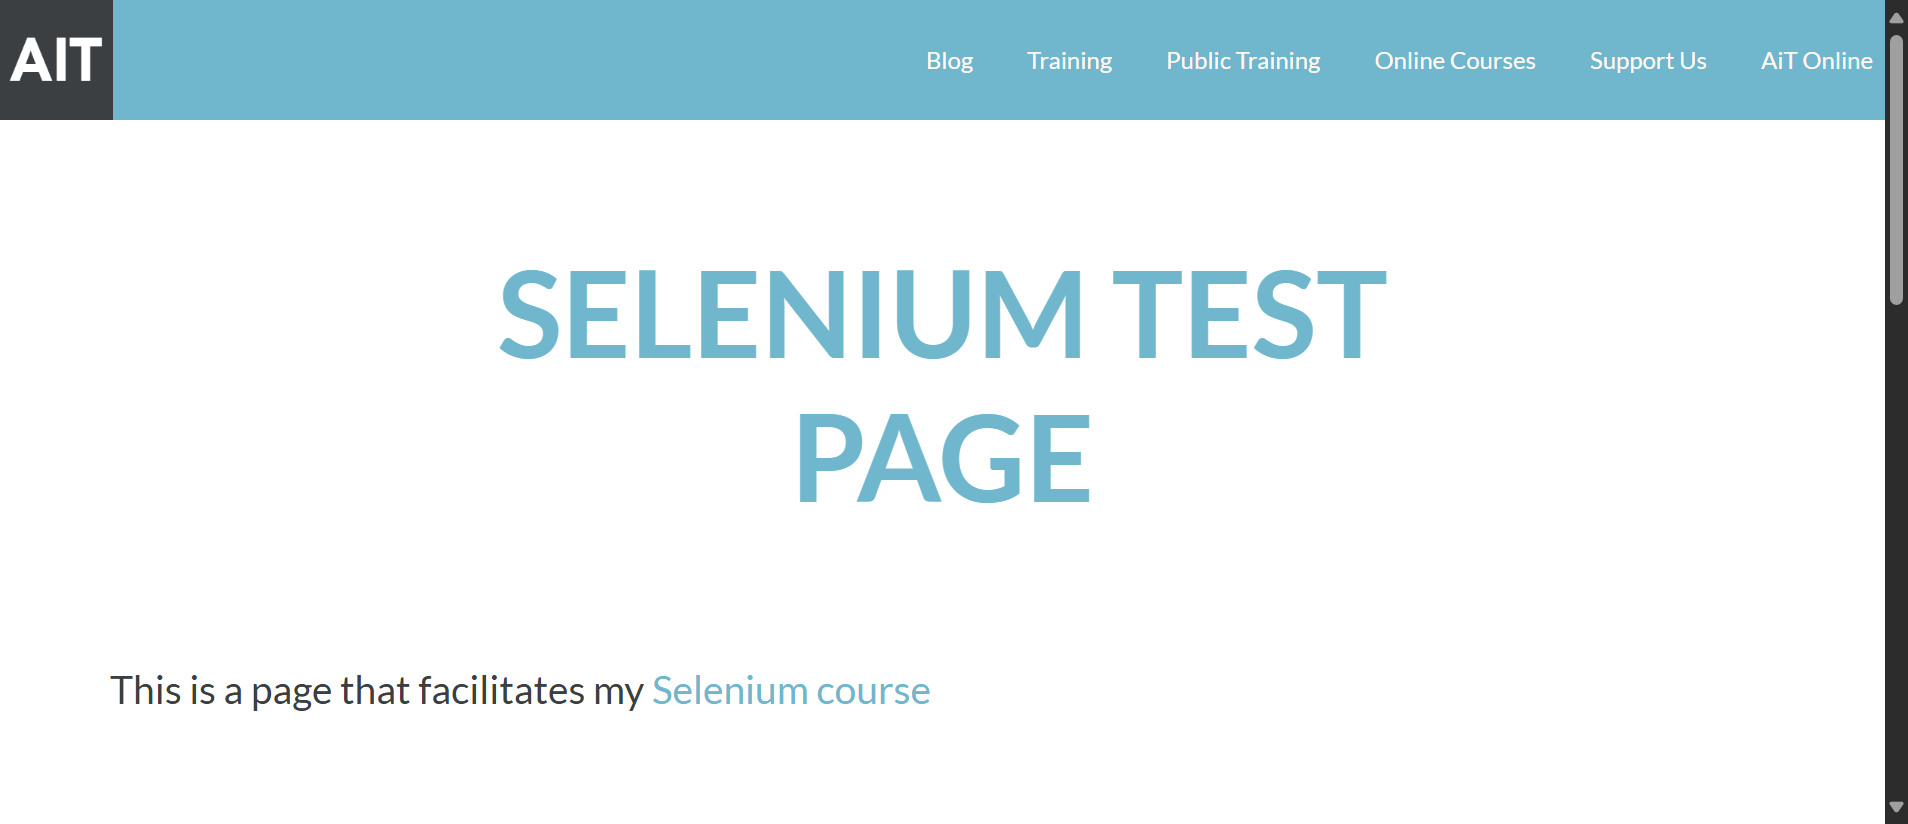 AIT
Blog Training Public Training Online Courses Support Us AiT Online
SELENIUM TEST
PAGE
This is a page that facilitates my Selenium course